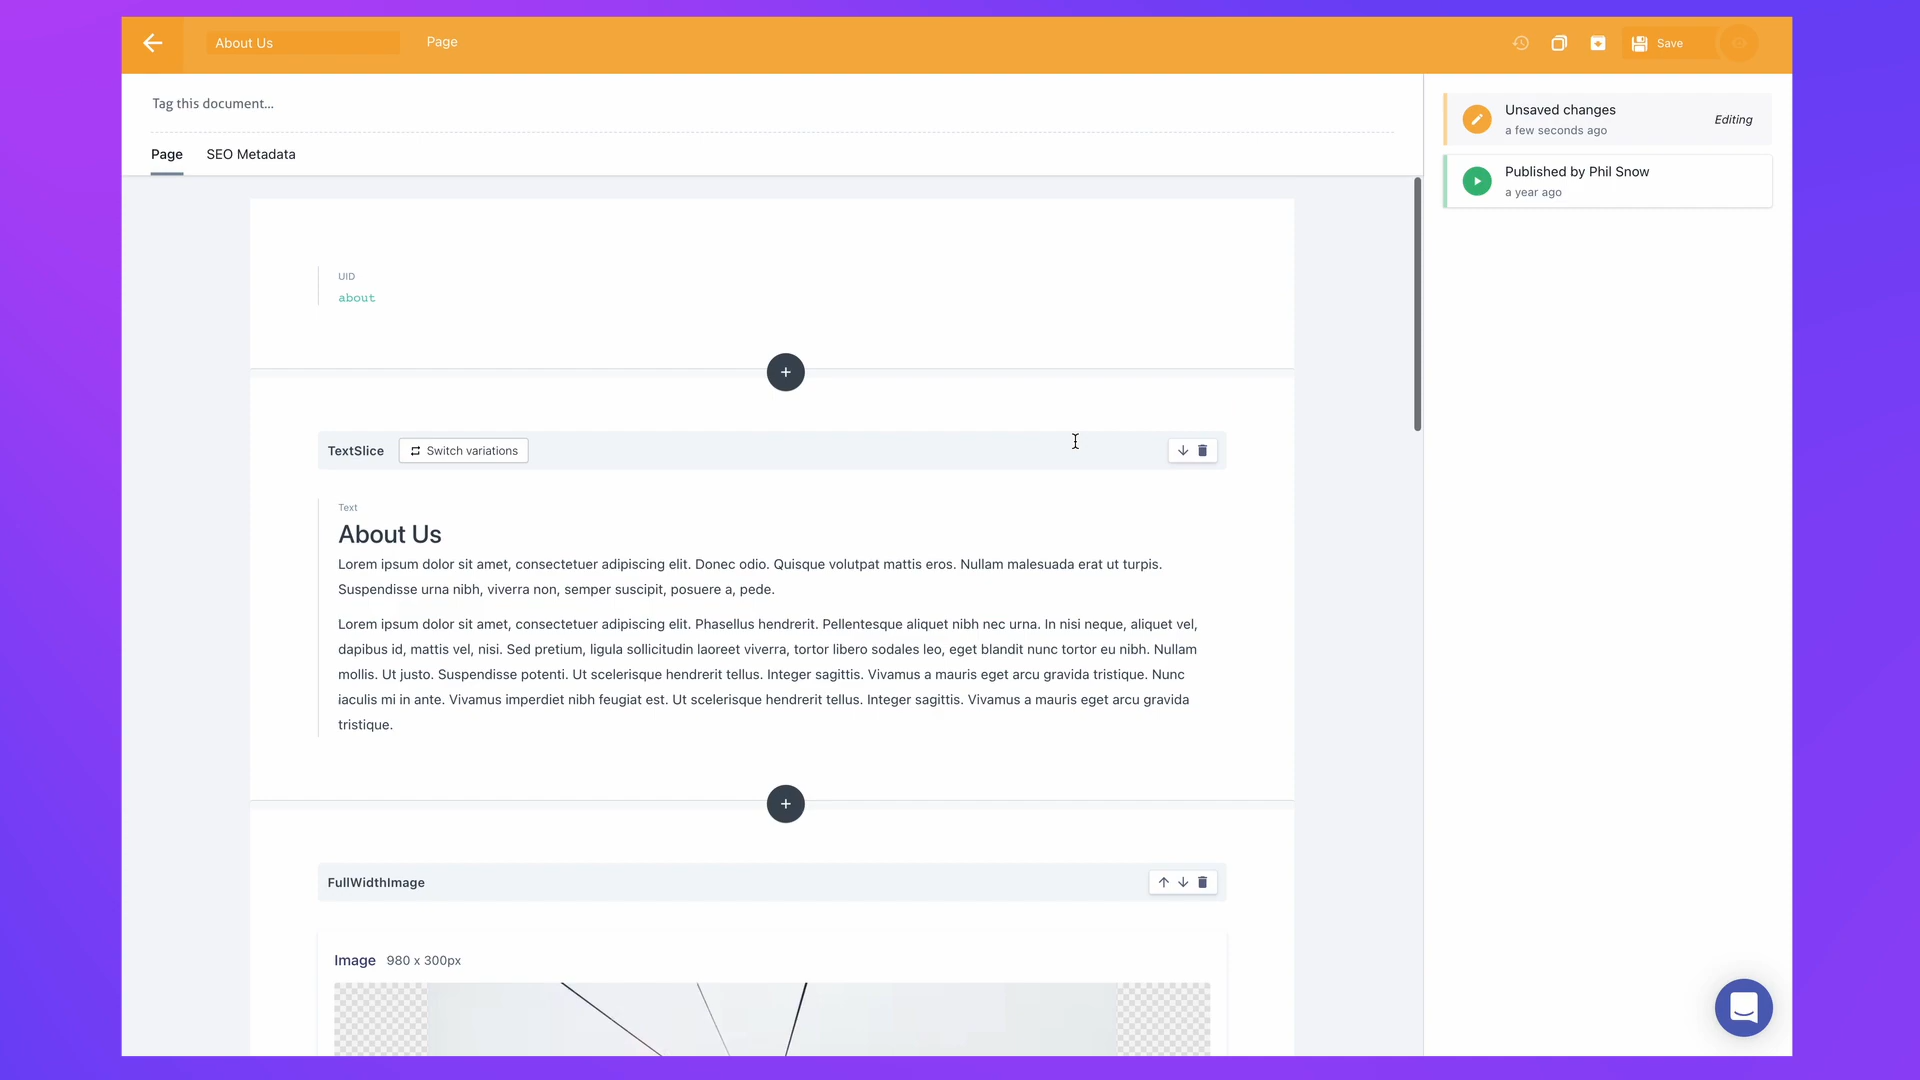 About Us
Page
Save
Tag this document...
Page
SEO Metadata
Unsaved changes
a few seconds ago
Editing
Published by Phil Snow
a year ago
UID
about
TextSlice
Switch variations
Text
About Us
Lorem ipsum dolor sit amet, consectetuer adipiscing elit. Donec odio. Quisque volutpat mattis eros. Nullam malesuada erat ut turpis.
Suspendisse urna nibh, viverra non, semper suscipit, posuere a, pede.
Lorem ipsum dolor sit amet, consectetuer adipiscing elit. Phasellus hendrerit. Pellentesque aliquet nibh nec urna. In nisi neque, aliquet vel,
dapibus id, mattis vel, nisi. Sed pretium, ligula sollicitudin laoreet viverra, tortor libero sodales leo, eget blandit nunc tortor eu nibh. Nullam
mollis. Ut justo. Suspendisse potenti. Ut scelerisque hendrerit tellus. Integer sagittis. Vivamus a mauris eget arcu gravida tristique. Nunc
iaculis mi in ante. Vivamus imperdiet nibh feugiat est. Ut scelerisque hendrerit tellus. Integer sagittis. Vivamus a mauris eget arcu gravida
tristique.
FullWidthImage
Image 980 x 300px